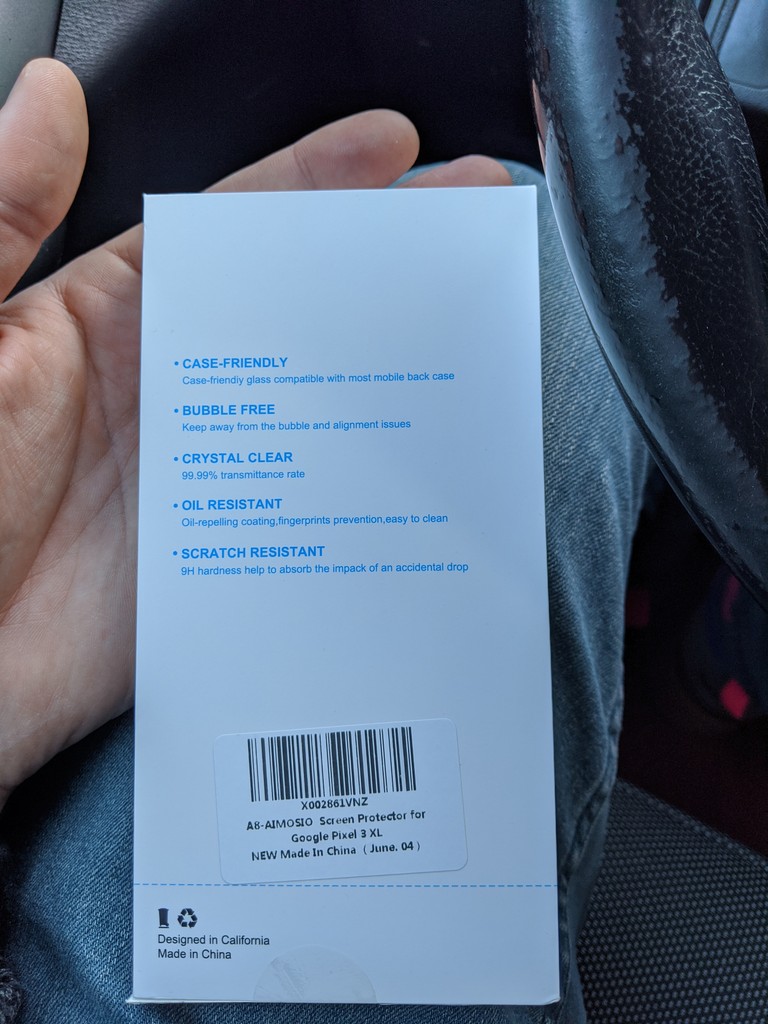 • CASE-FRIENDLY
Case-friendly glass compatible with most mobile back case
• BUBBLE FREE
Keep away from the bubble and alignment issues
• CRYSTAL CLEAR
99.99% transmittance rate
• OIL RESISTANT
Oil-repelling coating,fingerprints prevention,easy to clean
• SCRATCH RESISTANT
9H hardness help to absorb the impack of an accidental drop
X002861VNZ
A8-AIMOSIO Screen Protector for
Google Pixel 3 XL
NEW Made In China ( June. 04 )
Designed in California
Made in China